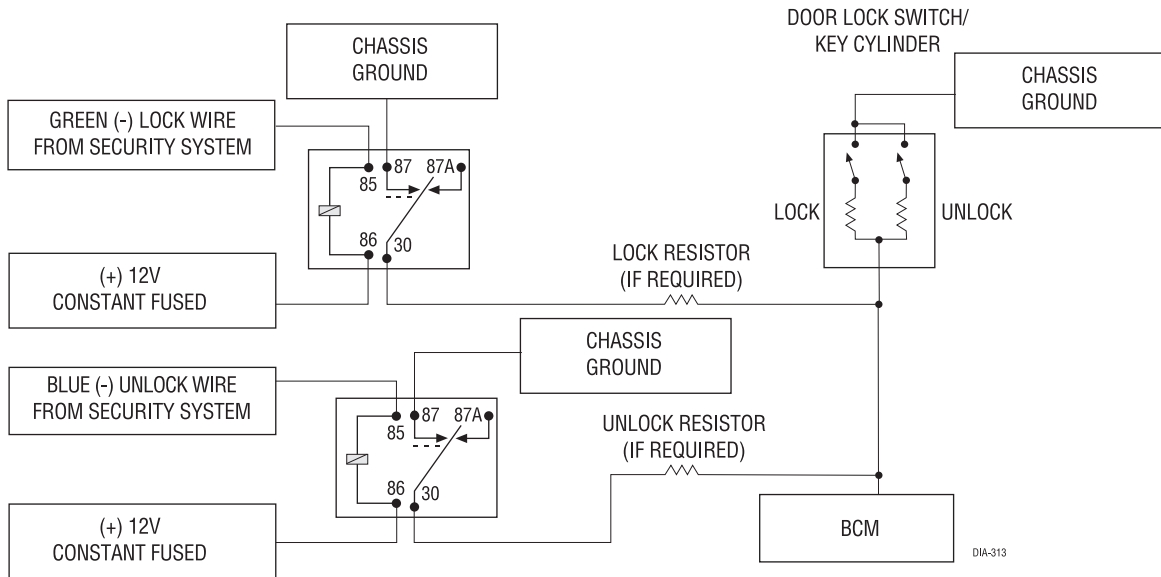 DOOR LOCK SWITCH/
KEY CYLINDER
CHASSIS
GROUND
CHASSIS
GROUND
GREEN (-) LOCK WIRE
FROM SECURITY SYSTEM
87
87A
85
86
30
LOCK
UNLOCK
(+) 12V
CONSTANT FUSED
LOCK RESISTOR
(IF REQUIRED)
CHASSIS
GROUND
BLUE (-) UNLOCK WIRE
FROM SECURITY SYSTEM
87
87A
85
86
30
UNLOCK RESISTOR
(IF REQUIRED)
(+) 12V
CONSTANT FUSED
BCM
DIA-313